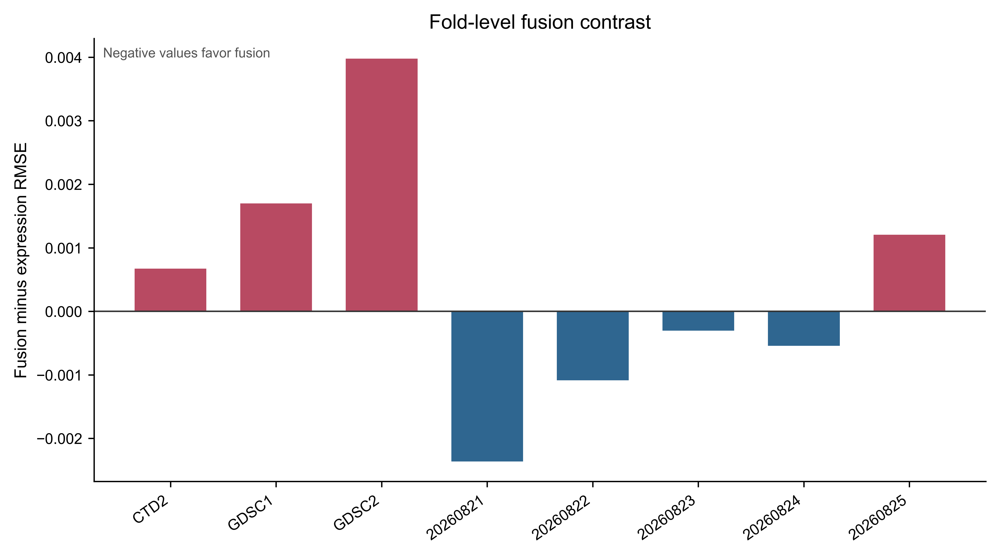 Fold-level fusion contrast
Negative values favor fusion
Fusion minus expression RMSE
0.004
0.003
0.002
0.001
0.000
−0.001
−0.002
CTD2
GDSC1
GDSC2
20260821
20260822
20260823
20260824
20260825